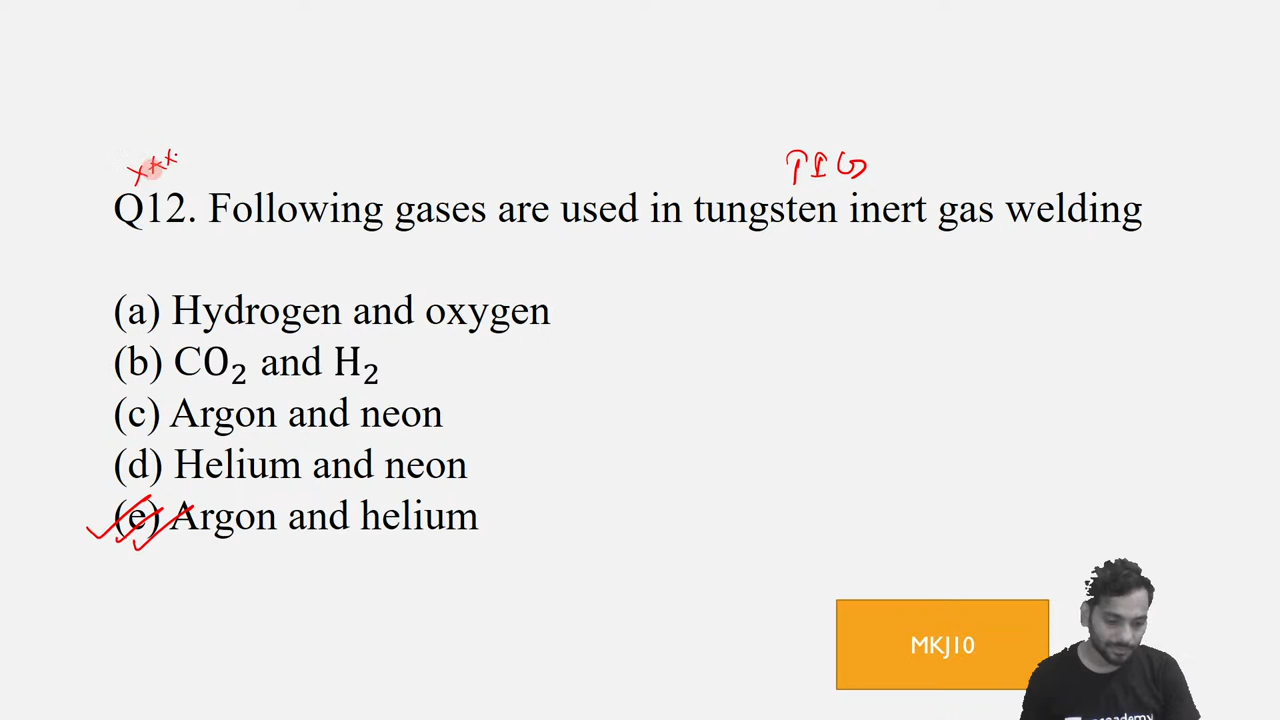 xxx.
TIG
Q12. Following gases are used in tungsten inert gas welding
(a) Hydrogen and oxygen
(b) CO₂ and H₂
(c) Argon and neon
(d) Helium and neon
(e) Argon and helium
MKJ10